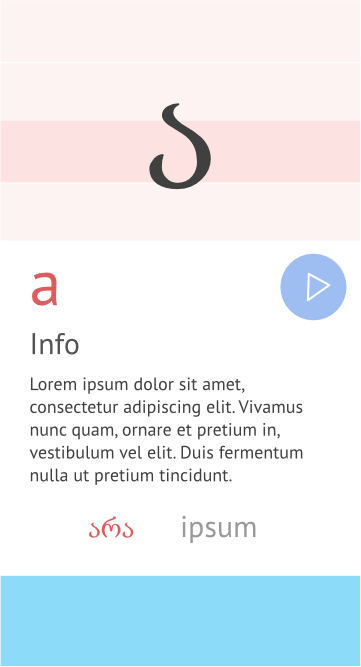 ა
a
Info
Lorem ipsum dolor sit amet,
consectetur adipiscing elit. Vivamus
nunc quam, ornare et pretium in,
vestibulum vel elit. Duis fermentum
nulla ut pretium tincidunt.
არა ipsum